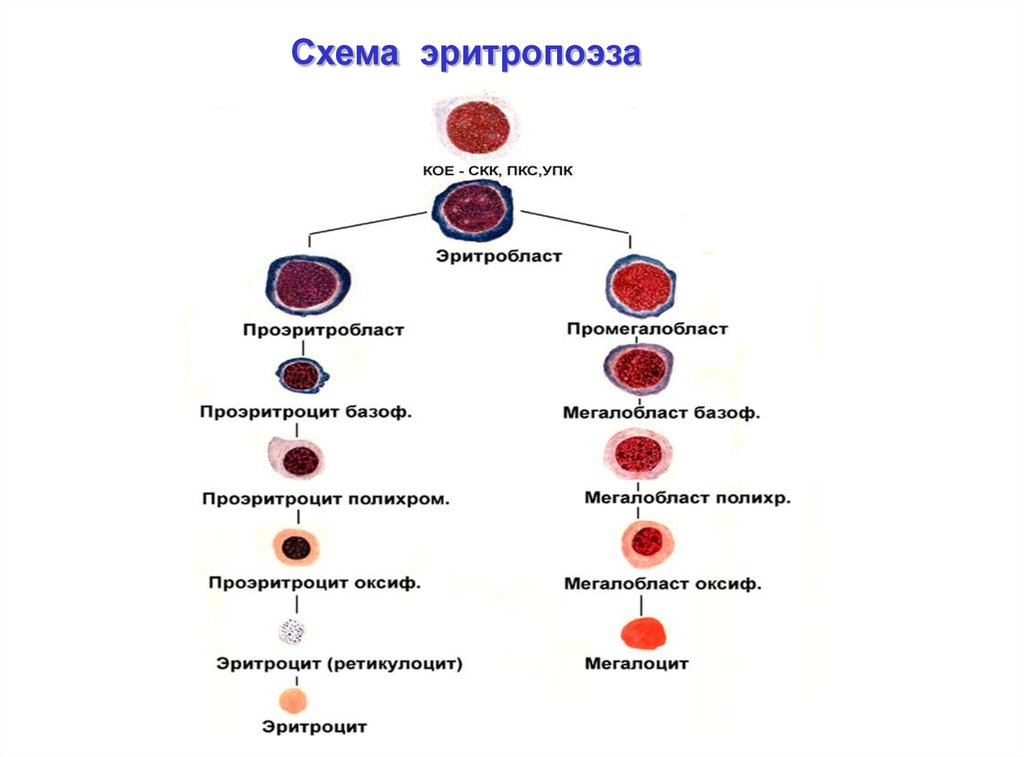 Схема эритропоэза
КОЕ - СКК, ПКС,УПК
Эритробласт
Проэритробласт
Промегалобласт
Проэритроцит базоф.
Мегалобласт базоф.
Проэритроцит полихром.
Мегалобласт полихр.
Проэритроцит оксиф.
Мегалобласт оксиф.
Эритроцит (ретикулоцит)
Мегалоцит
Эритроцит